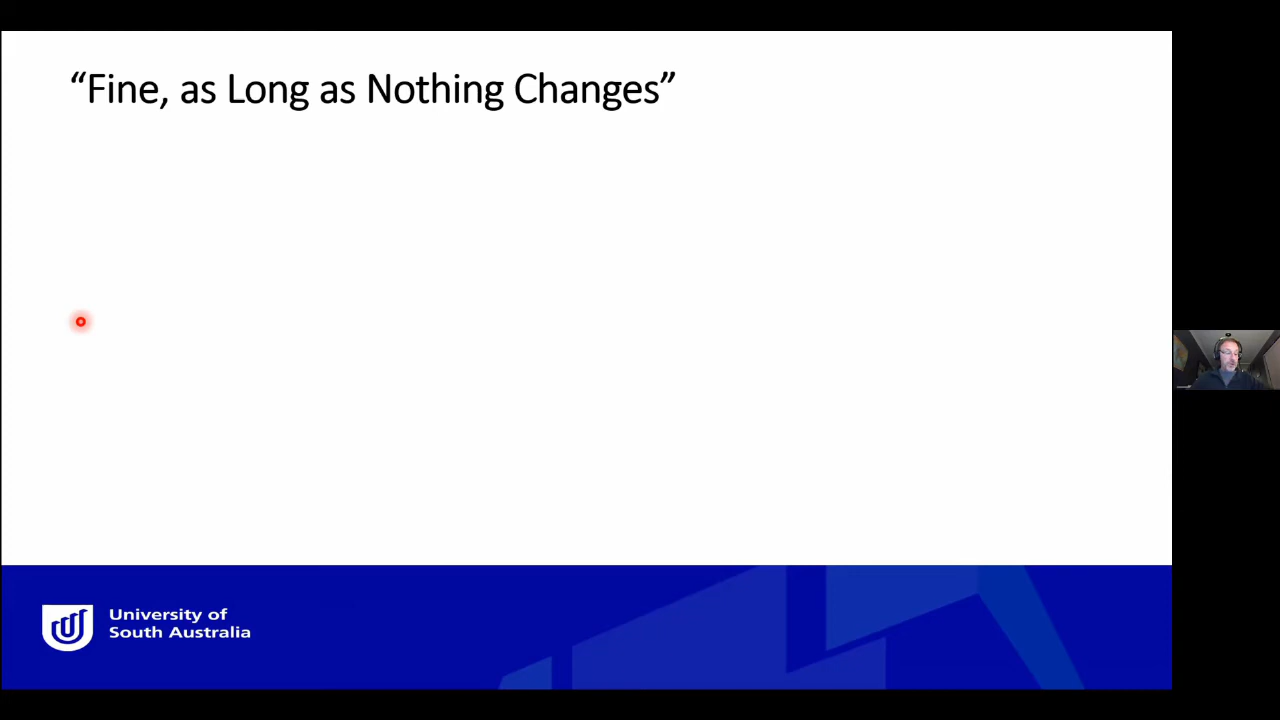 “Fine, as Long as Nothing Changes”
University of
South Australia